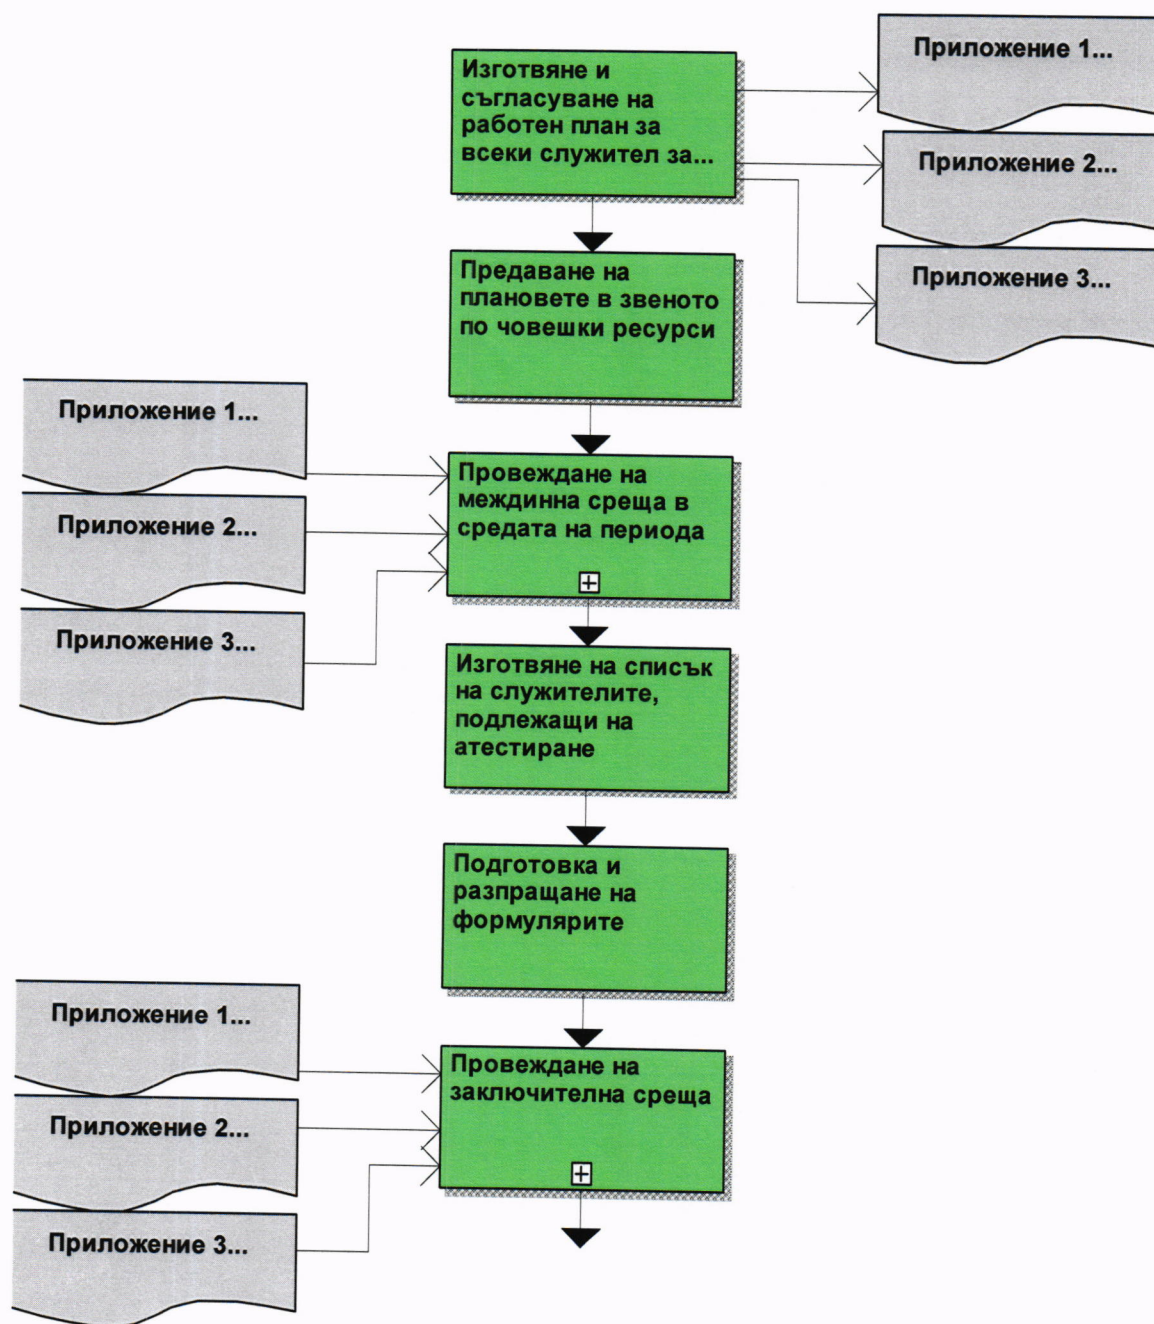 Изготвяне и
съгласуване на
работен план за
всеки служител за...
Приложение 1...
Приложение 2...
Приложение 3...
Предаване на
плановете в звеното
по човешки ресурси
Приложение 1...
Приложение 2...
Приложение 3...
Провеждане на
междинна среща в
средата на периода
Изготвяне на списък
на служителите,
подлежащи на
атестиране
Подготовка и
разпращане на
формулярите
Приложение 1...
Приложение 2...
Приложение 3...
Провеждане на
заключителна среща